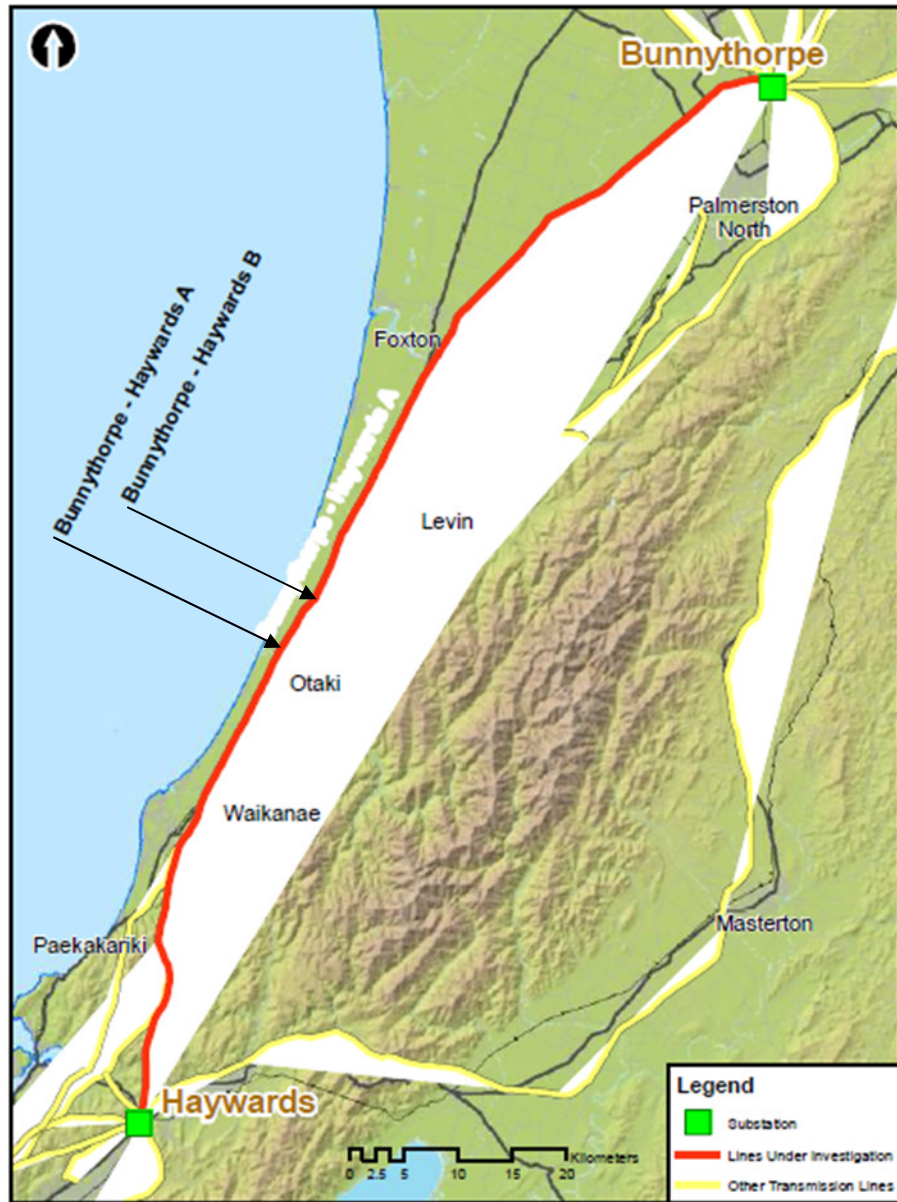 Bunnythorpe
Palmerston
North
Bunnythorpe - Haywards A
Bunnythorpe - Haywards B
Foxton
Haywards A
Levin
Otaki
Waikanae
Paekakariki
Masterton
Haywards
Legend
Substation
Lines Under Investigation
Other Transmission Lines
Kilometers
0 2.5 5 10 15 20